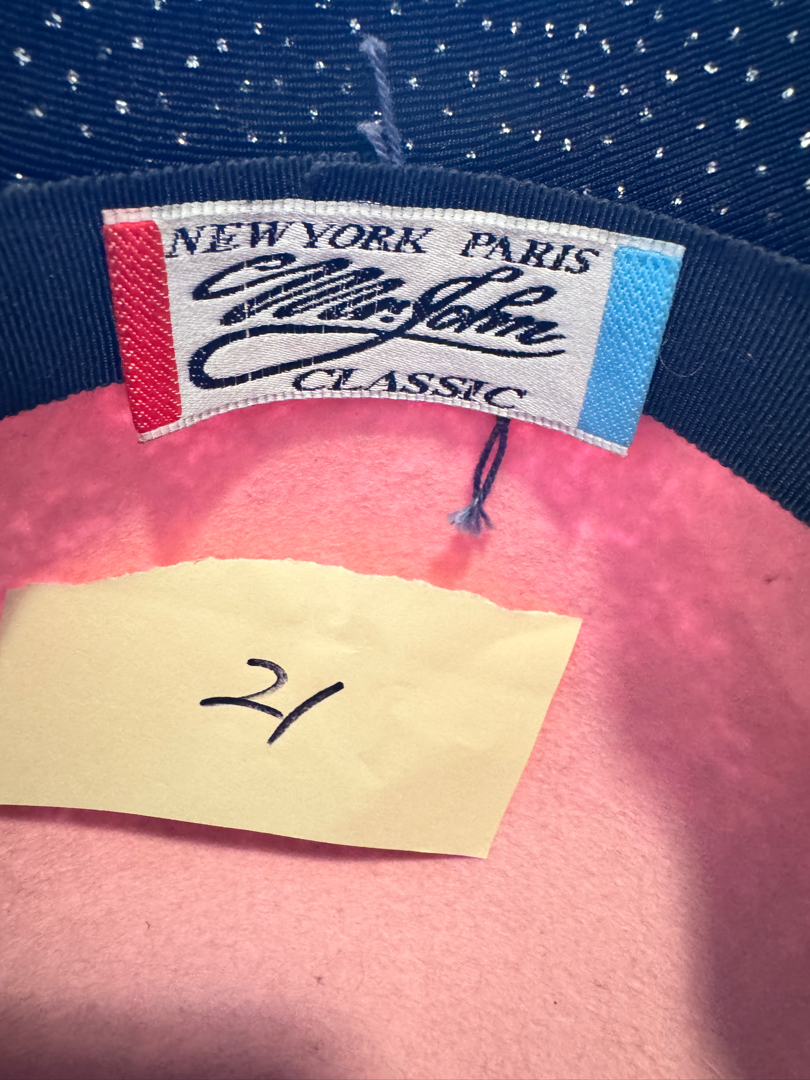 NEW YORK PARIS
Mr. John
CLASSIC
21